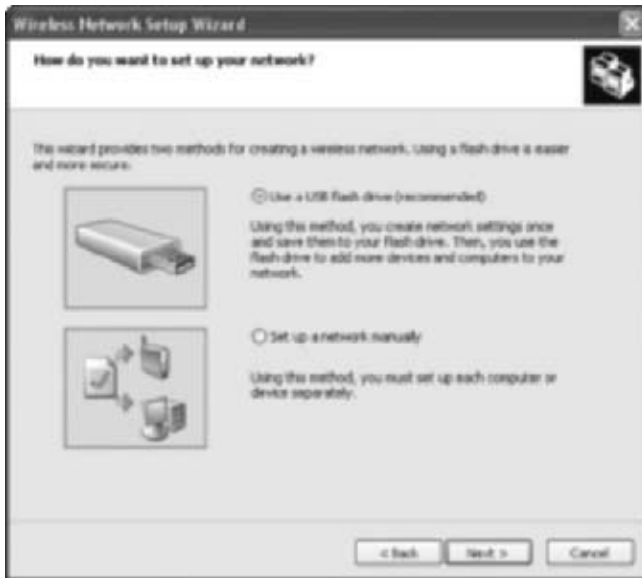 Wireless Network Setup Wizard
How do you want to set up your network?
This wizard provides two methods for creating a wireless network. Using a flash drive is easier
and more secure.
Use a USB flash drive (recommended)
Using this method, you create network settings once
and save them to your flash drive. Then, you use the
flash drive to add more devices and computers to your
network.
Set up a network manually
Using this method, you must set up each computer or
device separately.
< Back
Next >
Cancel